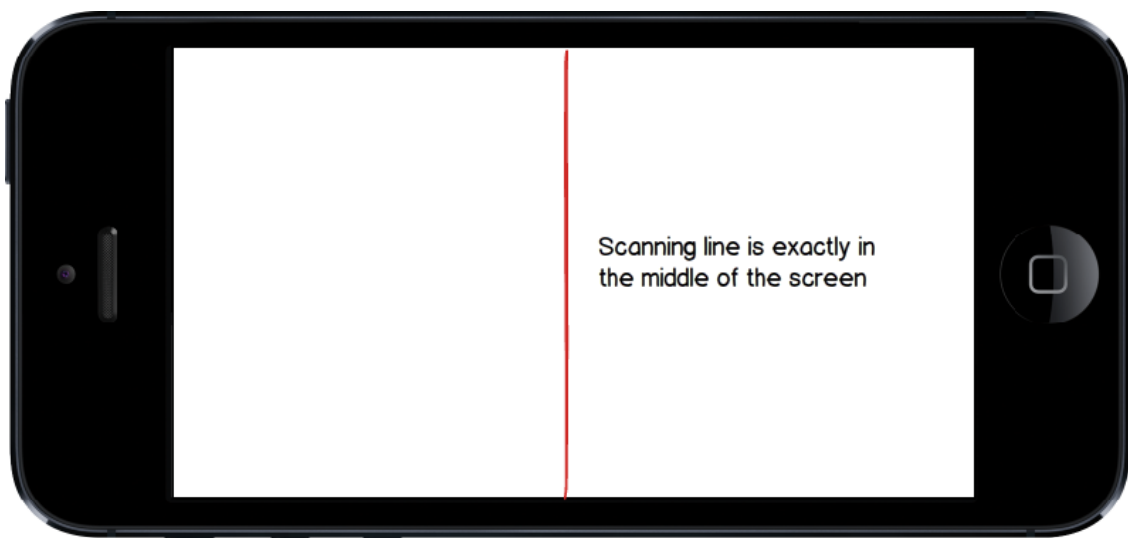 Scanning line is exactly in
the middle of the screen